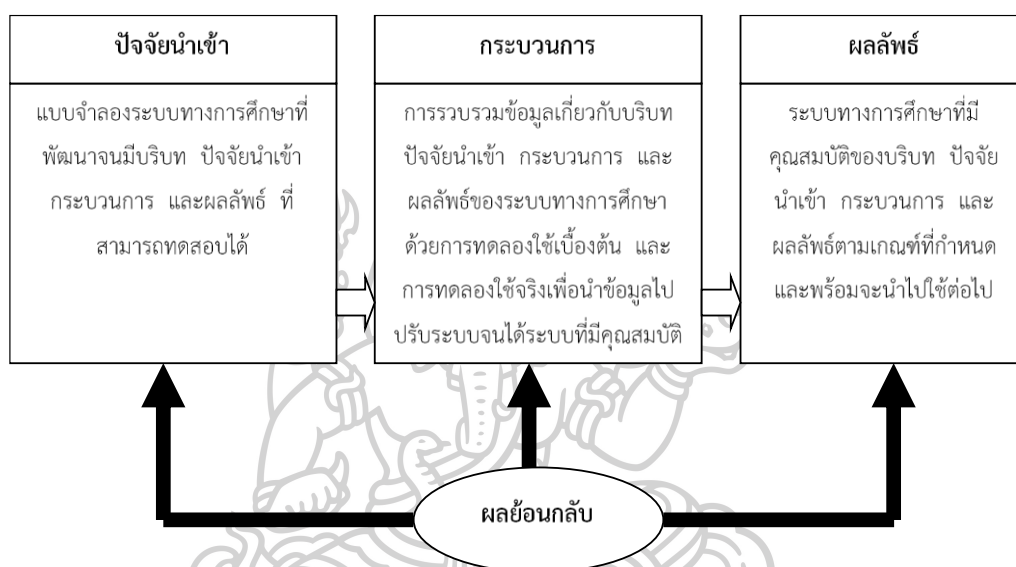 ปัจจัยนำเข้า
แบบจำลองระบบทางการศึกษาที่
พัฒนาจนมีบริบท ปัจจัยนำเข้า
กระบวนการ และผลลัพธ์ ที่
สามารถทดสอบได้
กระบวนการ
การรวบรวมข้อมูลเกี่ยวกับบริบท
ปัจจัยนำเข้า กระบวนการ และ
ผลลัพธ์ของระบบทางการศึกษา
ด้วยการทดลองใช้เบื้องต้น และ
การทดลองใช้จริงเพื่อนำข้อมูลไป
ปรับระบบจนได้ระบบที่มีคุณสมบัติ
ผลลัพธ์
ระบบทางการศึกษาที่มี
คุณสมบัติของบริบท ปัจจัย
นำเข้า กระบวนการ และ
ผลลัพธ์ตามเกณฑ์ที่กำหนด
และพร้อมจะนำไปใช้ต่อไป
ผลย้อนกลับ